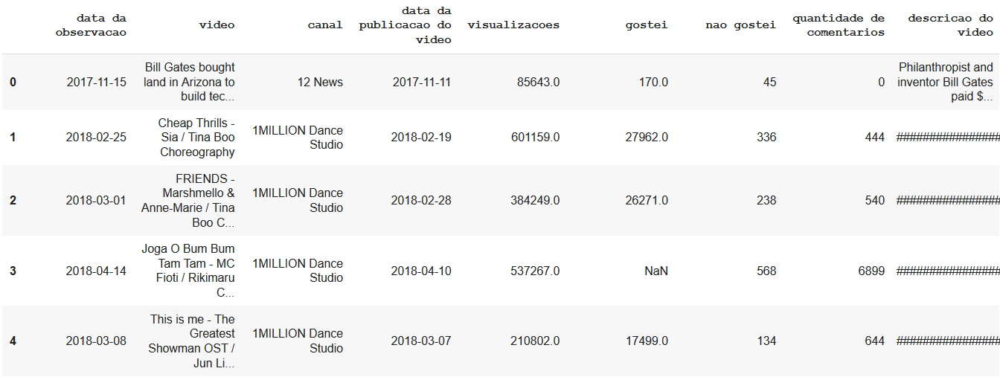 data da observacao video canal data da publicacao do video visualizacoes gostei nao gostei quantidade de comentarios descricao do video
0 2017-11-15 Bill Gates bought land in Arizona to build tec... 12 News 2017-11-11 85643.0 170.0 45 0 Philanthropist and inventor Bill Gates paid $...
1 2018-02-25 Cheap Thrills - Sia / Tina Boo Choreography 1MILLION Dance Studio 2018-02-19 601159.0 27962.0 336 444 ##################
2 2018-03-01 FRIENDS - Marshmello & Anne-Marie / Tina Boo C... 1MILLION Dance Studio 2018-02-28 384249.0 26271.0 238 540 ##################
3 2018-04-14 Joga O Bum Bum Tam Tam - MC Fioti / Rikimaru C... 1MILLION Dance Studio 2018-04-10 537267.0 NaN 568 6899 ##################
4 2018-03-08 This is me - The Greatest Showman OST / Jun Li... 1MILLION Dance Studio 2018-03-07 210802.0 17499.0 134 644 ##################